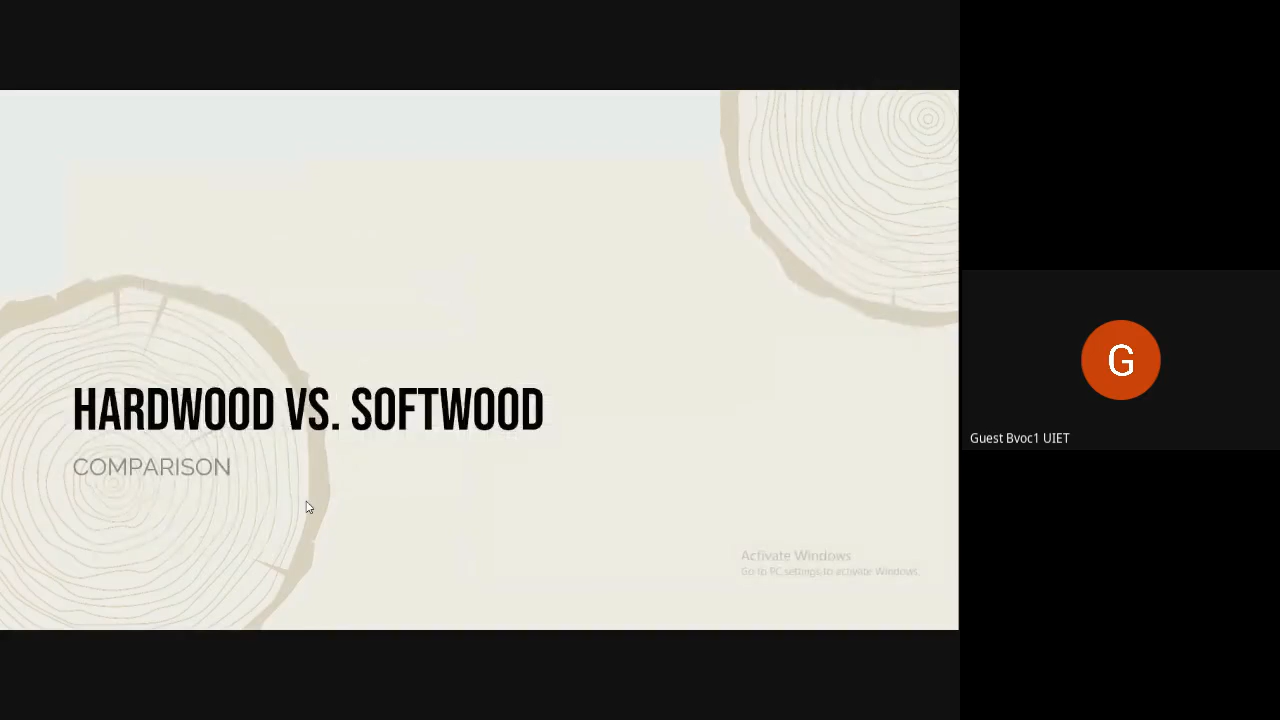 HARDWOOD VS. SOFTWOOD
COMPARISON
Activate Windows
Go to PC settings to activate Windows.
G
Guest Bvoc1 UIET